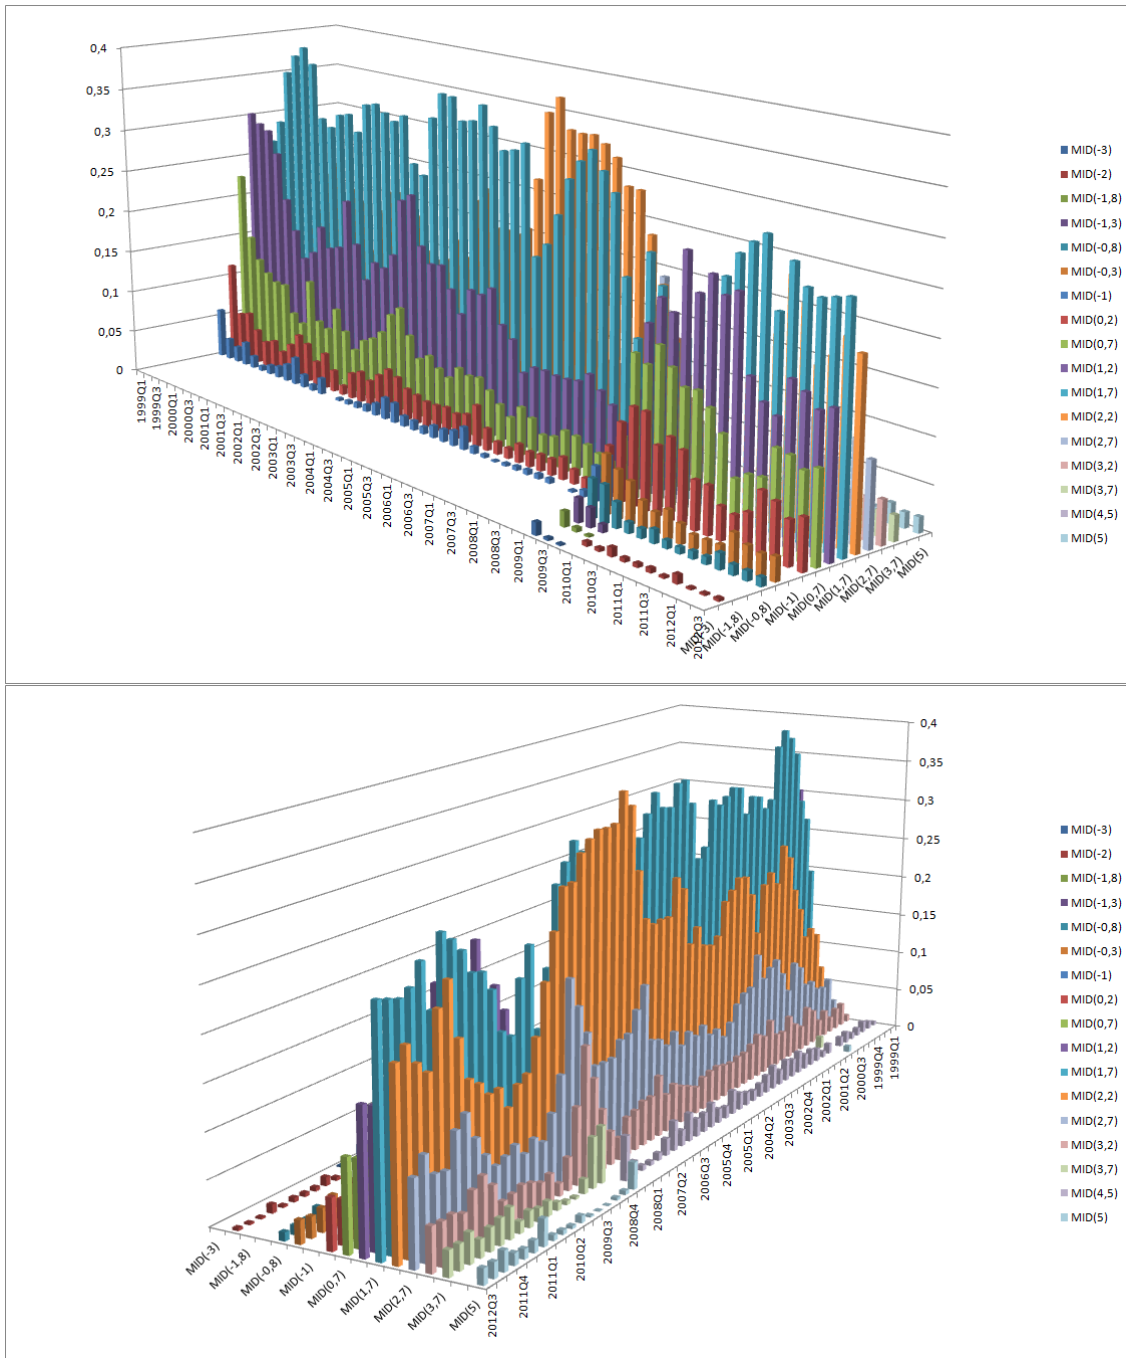 0,4
0,35
0,3
0,25
0,2
0,15
0,1
0,05
0
1999Q1
1999Q3
2000Q1
2000Q3
2001Q1
2001Q3
2002Q1
2002Q3
2003Q1
2003Q3
2004Q1
2004Q3
2005Q1
2005Q3
2006Q1
2006Q3
2007Q1
2007Q3
2008Q1
2008Q3
2009Q1
2009Q3
2010Q1
2010Q3
2011Q1
2011Q3
2012Q1
2012Q3
MID(-3)
MID(-1,8)
MID(-0,8)
MID(-1)
MID(0,7)
MID(1,7)
MID(2,7)
MID(3,7)
MID(5)
MID(-3)
MID(-2)
MID(-1,8)
MID(-1,3)
MID(-0,8)
MID(-0,3)
MID(-1)
MID(0,2)
MID(0,7)
MID(1,2)
MID(1,7)
MID(2,2)
MID(2,7)
MID(3,2)
MID(3,7)
MID(4,5)
MID(5)
0,4
0,35
0,3
0,25
0,2
0,15
0,1
0,05
0
MID(-3)
MID(-1,8)
MID(-0,8)
MID(-1)
MID(0,7)
MID(1,7)
MID(2,7)
MID(3,7)
MID(5)
2012Q3
2011Q4
2011Q1
2010Q2
2009Q3
2008Q4
2008Q1
2007Q2
2006Q3
2005Q4
2005Q1
2004Q2
2003Q3
2002Q4
2002Q1
2001Q2
2000Q3
1999Q4
1999Q1
MID(-3)
MID(-2)
MID(-1,8)
MID(-1,3)
MID(-0,8)
MID(-0,3)
MID(-1)
MID(0,2)
MID(0,7)
MID(1,2)
MID(1,7)
MID(2,2)
MID(2,7)
MID(3,2)
MID(3,7)
MID(4,5)
MID(5)